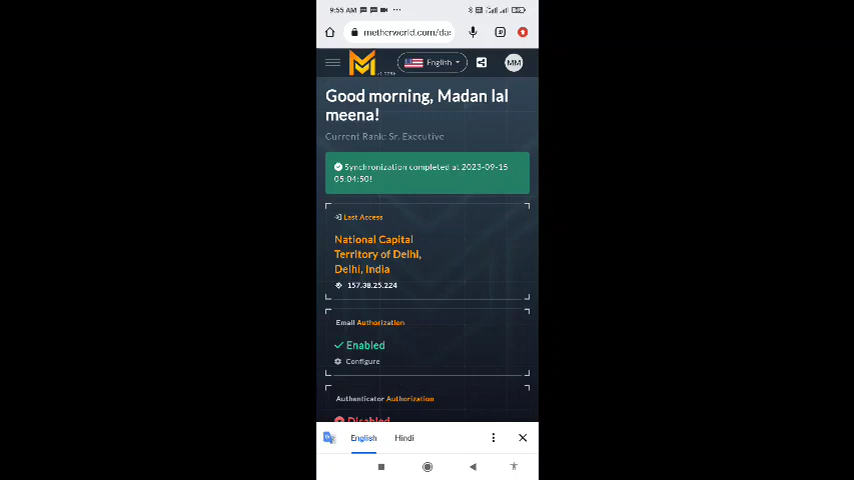 9:55 AM
metherworld.com/da
English
MM
Good morning, Madan lal
meena!
Current Rank: Sr. Executive
Synchronization completed at 2023-09-15
05:04:50!
Last Access
National Capital
Territory of Delhi,
Delhi, India
157.38.25.224
Email Authorization
Enabled
Configure
Authenticator Authorization
Disabled
English Hindi